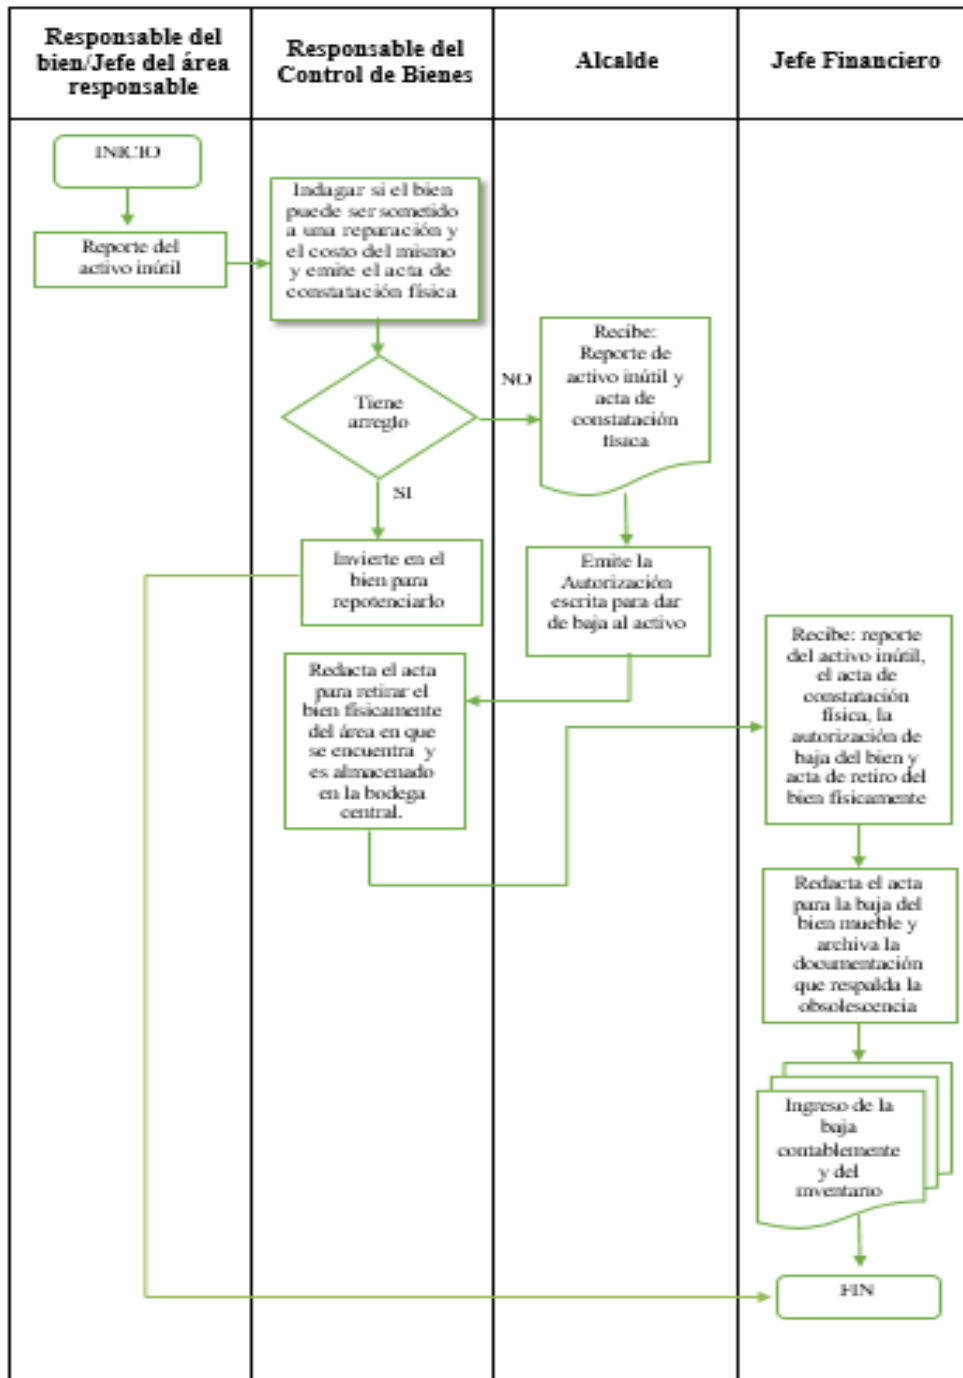 Responsable del
bien/Jefe del área
responsable
Responsable del
Control de Bienes
Alcalde
Jefe Financiero
INICIO
Reporte del
activo inútil
Indagar si el bien
puede ser sometido
a una reparación y
el costo del mismo
y emite el acta de
constatación física
Tiene
arreglo
NO
SI
Recibe:
Reporte de
activo inútil y
acta de
constatación
física
Invierte en el
bien para
repotenciarlo
Emite la
Autorización
escrita para dar
de baja al activo
Redacta el acta
para retirar el
bien físicamente
del área en que
se encuentra y
es almacenado
en la bodega
central.
Recibe: reporte
del activo inútil,
el acta de
constatación
física, la
autorización de
baja del bien y
acta de retiro del
bien físicamente
Redacta el acta
para la baja del
bien mueble y
archiva la
documentación
que respalda la
obsolescencia
Ingreso de la
baja
contablemente
y del
inventario
FIN